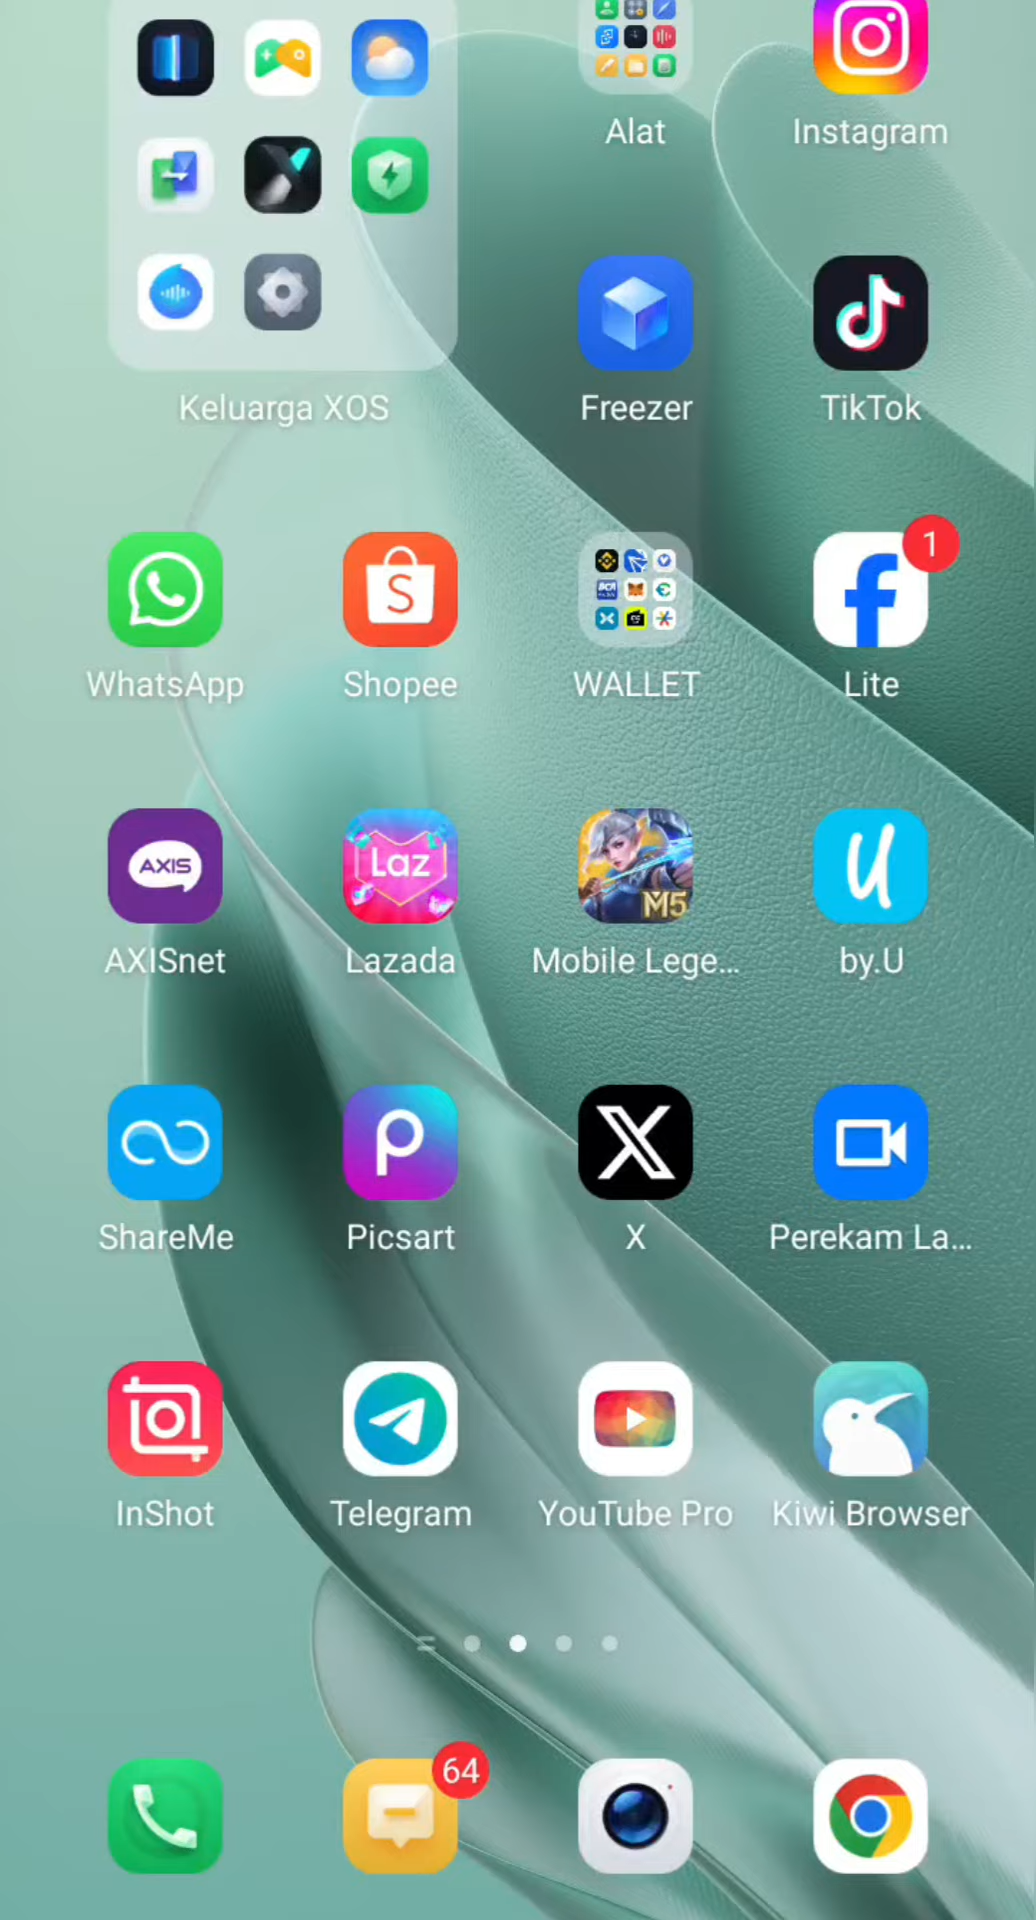 Alat
Instagram
Keluarga XOS
Freezer
TikTok
1
S
BCA
WhatsApp
Shopee
WALLET
Lite
AXIS
Laz
M5
u
AXISnet
Lazada
Mobile Lege...
by.U
ShareMe
Picsart
X
Perekam La...
InShot
Telegram
YouTube Pro
Kiwi Browser
64